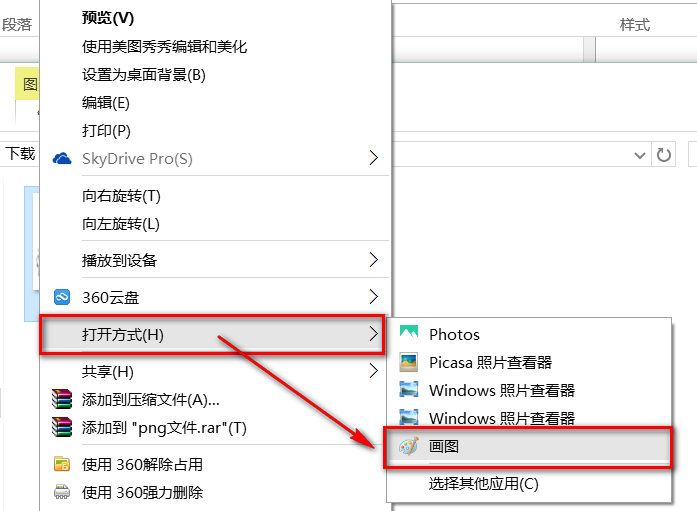 段落
样式
图
下载
预览(V)
使用美图秀秀编辑和美化
设置为桌面背景(B)
编辑(E)
打印(P)
SkyDrive Pro(S)
向右旋转(T)
向左旋转(L)
播放到设备
360云盘
打开方式(H)
共享(H)
添加到压缩文件(A)...
添加到 "png文件.rar"(T)
使用 360解除占用
使用 360强力删除
Photos
Picasa 照片查看器
Windows 照片查看器
Windows 照片查看器
画图
选择其他应用(C)